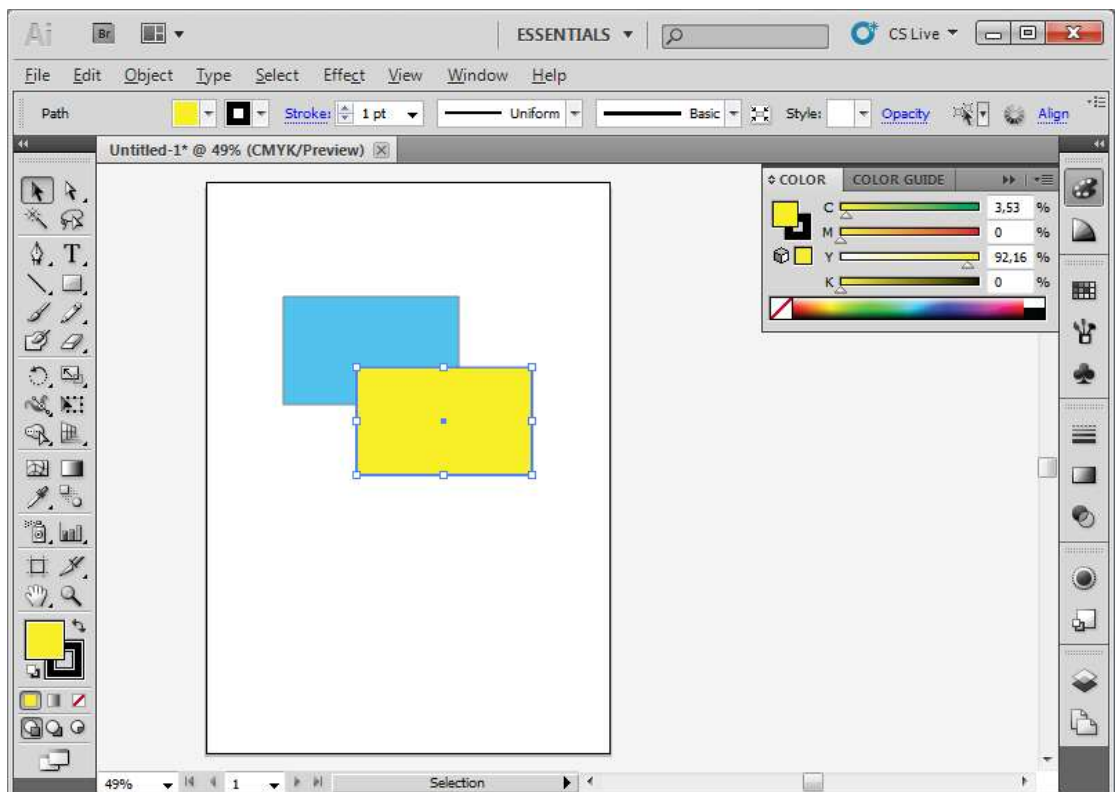 Ai Br ESSENTIALS CS Live
File Edit Object Type Select Effect View Window Help
Path Stroke: 1 pt Uniform Basic Style: Opacity Align
Untitled-1* @ 49% (CMYK/Preview)
COLOR COLOR GUIDE
C 3,53 %
M 0 %
Y 92,16 %
K 0 %
T
49% 1 Selection